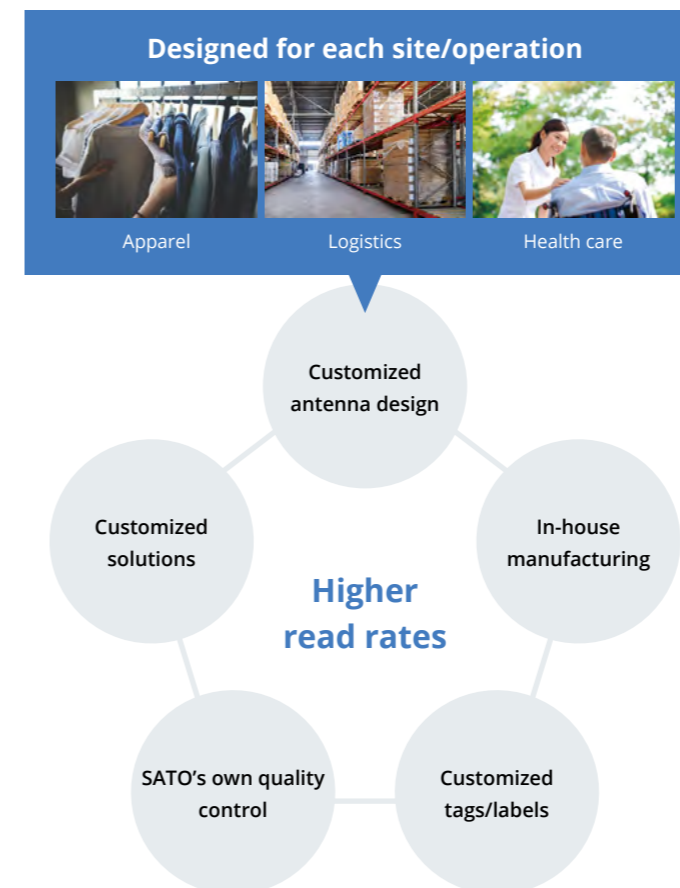 Designed for each site/operation
Apparel
Logistics
Health care
Customized
antenna design
Customized
solutions
In-house
manufacturing
Higher
read rates
SATO’s own quality
control
Customized
tags/labels